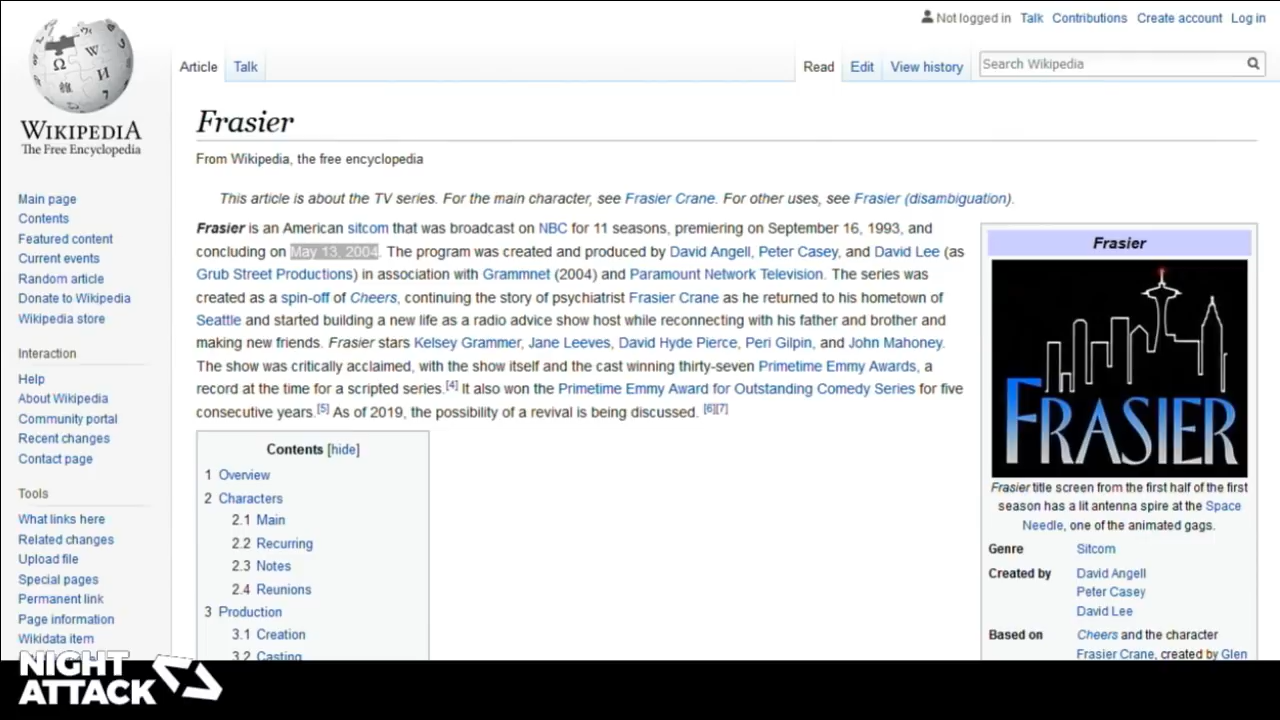 Not logged in Talk Contributions Create account Log in
Article Talk Read Edit View history Search Wikipedia
WIKIPEDIA
The Free Encyclopedia
Main page
Contents
Featured content
Current events
Random article
Donate to Wikipedia
Wikipedia store
Interaction
Help
About Wikipedia
Community portal
Recent changes
Contact page
Tools
What links here
Related changes
Upload file
Special pages
Permanent link
Page information
Wikidata item
Frasier
From Wikipedia, the free encyclopedia
This article is about the TV series. For the main character, see Frasier Crane. For other uses, see Frasier (disambiguation).
Frasier is an American sitcom that was broadcast on NBC for 11 seasons, premiering on September 16, 1993, and
concluding on May 13, 2004. The program was created and produced by David Angell, Peter Casey, and David Lee (as
Grub Street Productions) in association with Grammnet (2004) and Paramount Network Television. The series was
created as a spin-off of Cheers, continuing the story of psychiatrist Frasier Crane as he returned to his hometown of
Seattle and started building a new life as a radio advice show host while reconnecting with his father and brother and
making new friends. Frasier stars Kelsey Grammer, Jane Leeves, David Hyde Pierce, Peri Gilpin, and John Mahoney.
The show was critically acclaimed, with the show itself and the cast winning thirty-seven Primetime Emmy Awards, a
record at the time for a scripted series.[4] It also won the Primetime Emmy Award for Outstanding Comedy Series for five
consecutive years.[5] As of 2019, the possibility of a revival is being discussed. [6][7]
Contents [hide]
1 Overview
2 Characters
2.1 Main
2.2 Recurring
2.3 Notes
2.4 Reunions
3 Production
3.1 Creation
3.2 Casting
Frasier
FRASIER
Frasier title screen from the first half of the first
season has a lit antenna spire at the Space
Needle, one of the animated gags.
Genre Sitcom
Created by David Angell
Peter Casey
David Lee
Based on Cheers and the character
Frasier Crane, created by Glen
NIGHT
ATTACK